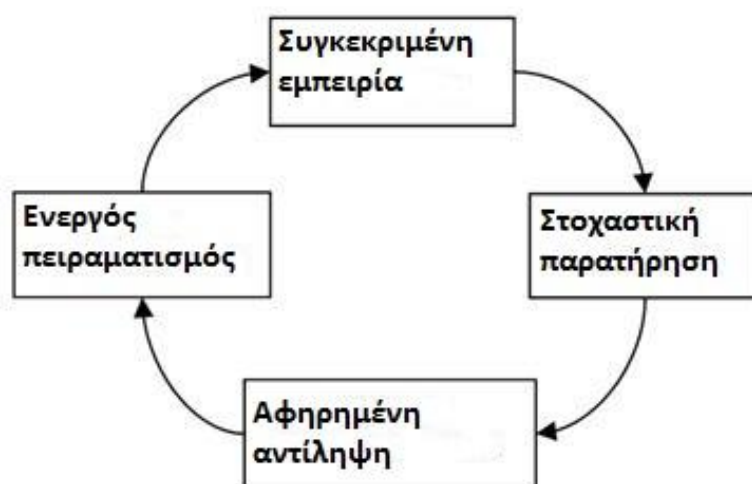 Συγκεκριμένη
εμπειρία
Στοχαστική
παρατήρηση
Αφηρημένη
αντίληψη
Ενεργός
πειραματισμός